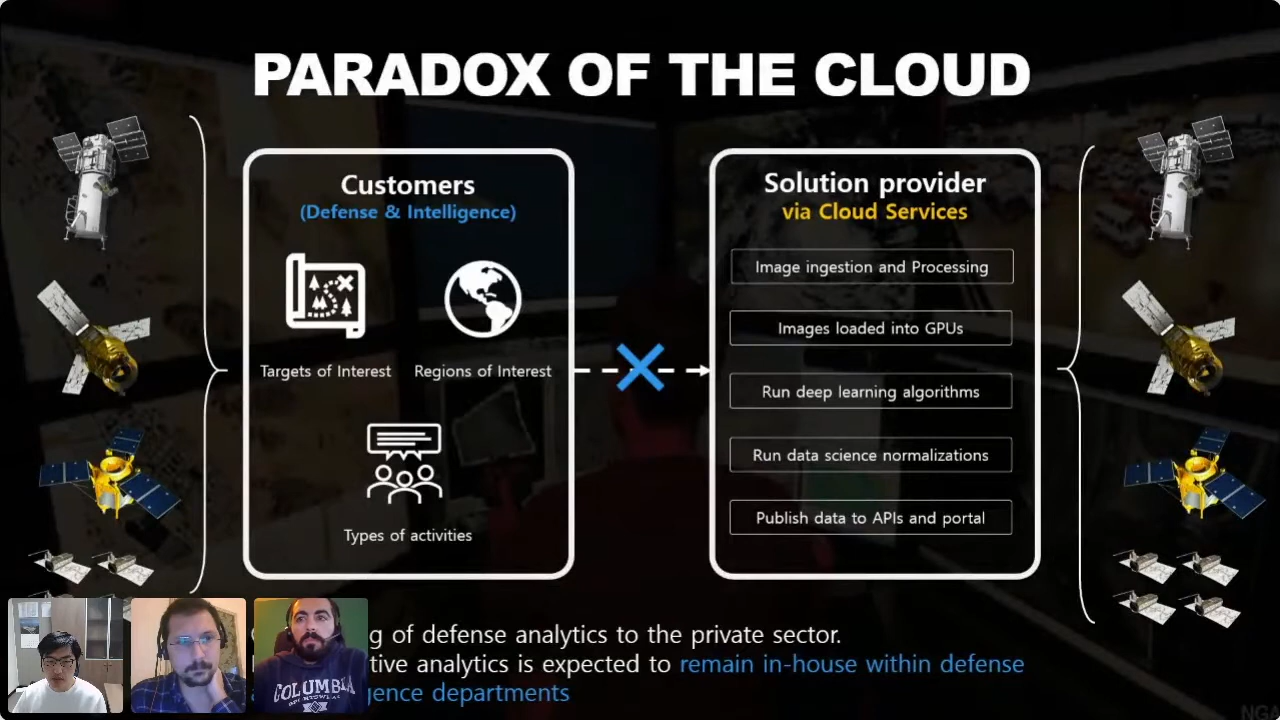 PARADOX OF THE CLOUD
Customers
(Defense & Intelligence)
Targets of Interest
Regions of Interest
Types of activities
Solution provider
via Cloud Services
Image ingestion and Processing
Images loaded into GPUs
Run deep learning algorithms
Run data science normalizations
Publish data to APIs and portal
of defense analytics to the private sector.
analytics is expected to remain in-house within defense
departments
COLUMBIA
NGA